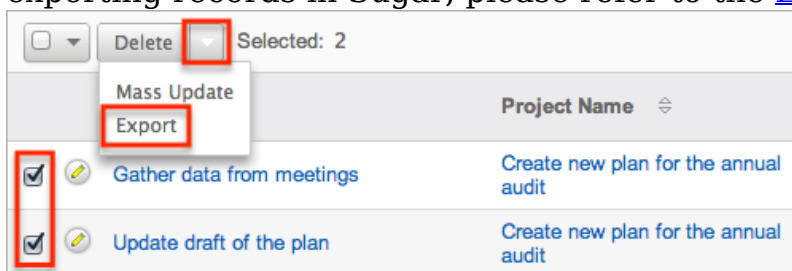 exporting records in Sugar, please refer to the
Delete Selected: 2
Mass Update
Export
Project Name
Gather data from meetings
Create new plan for the annual
audit
Update draft of the plan
Create new plan for the annual
audit